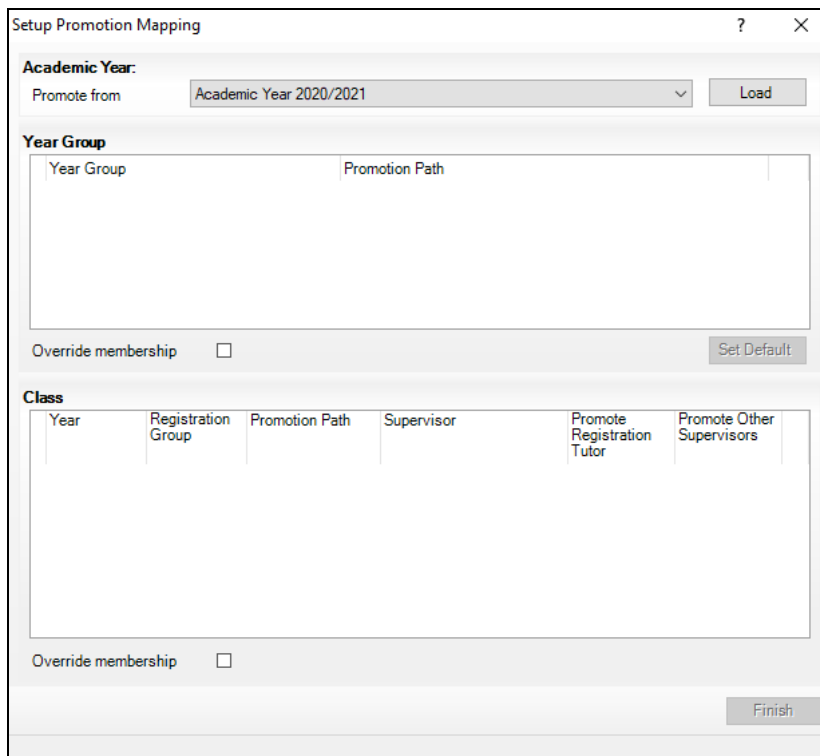 Setup Promotion Mapping ?
Academic Year:
Promote from Academic Year 2020/2021 Load
Year Group
Year Group Promotion Path
Override membership Set Default
Class
Year Registration Group Promotion Path Supervisor Promote Registration Tutor Promote Other Supervisors
Override membership
Finish